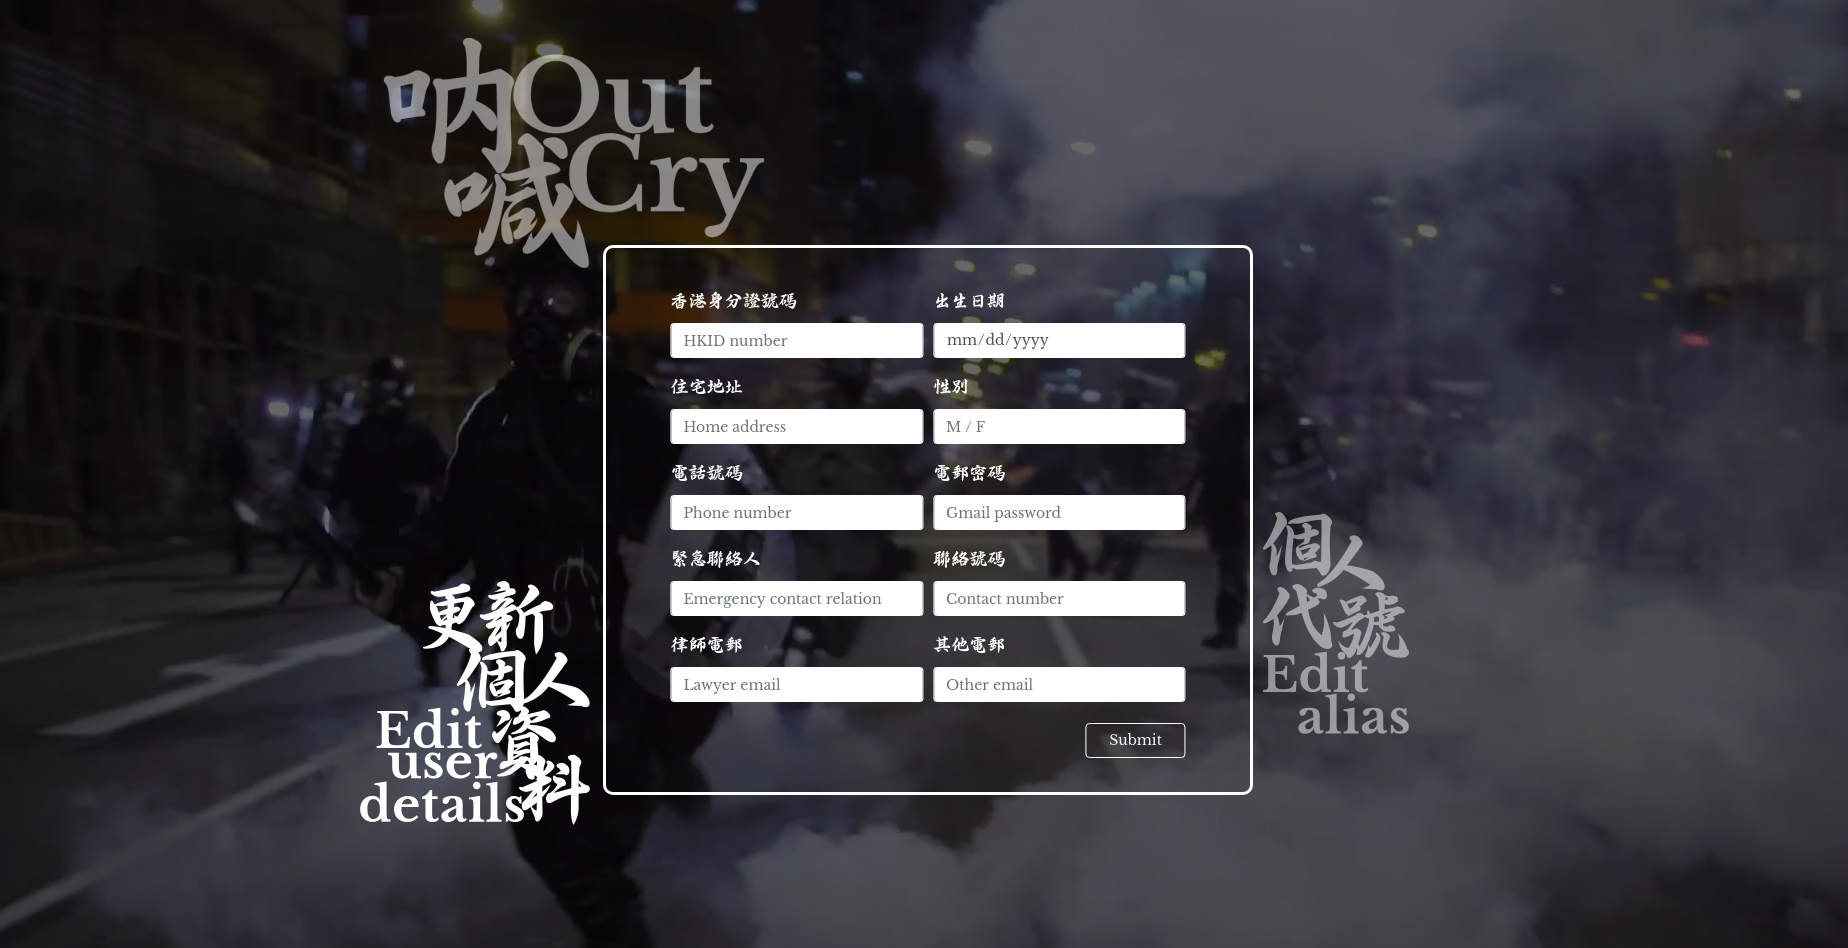 呐喊
Out
Cry
香港身分證號碼
HKID number
出生日期
mm/dd/yyyy
住宅地址
Home address
性別
M / F
電話號碼
Phone number
電郵密碼
Gmail password
緊急聯絡人
Emergency contact relation
聯絡號碼
Contact number
律師電郵
Lawyer email
其他電郵
Other email
Submit
更新
個人
資料
Edit
user
details
個人
代號
Edit
alias